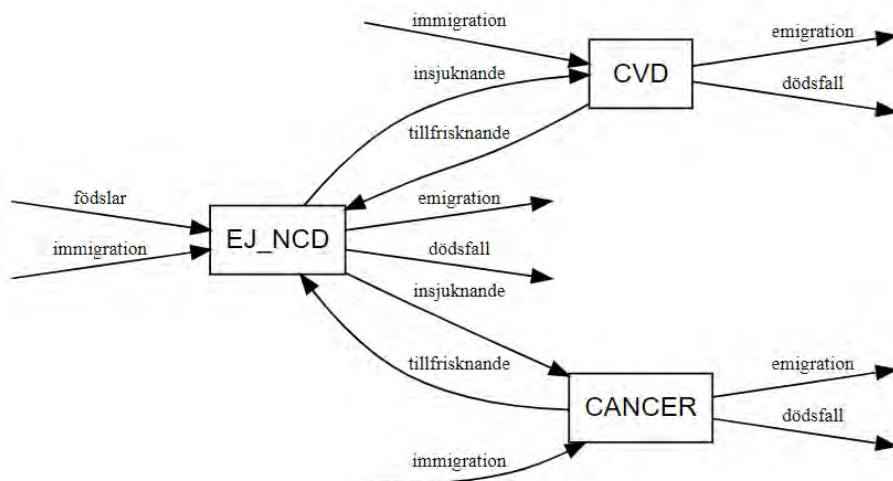 immigration
emigration
CVD
insjuknande
dödsfall
tillfrisknande
födslar
emigration
EJ_NCD
immigration
dödsfall
insjuknande
tillfrisknande
emigration
CANCER
dödsfall
immigration